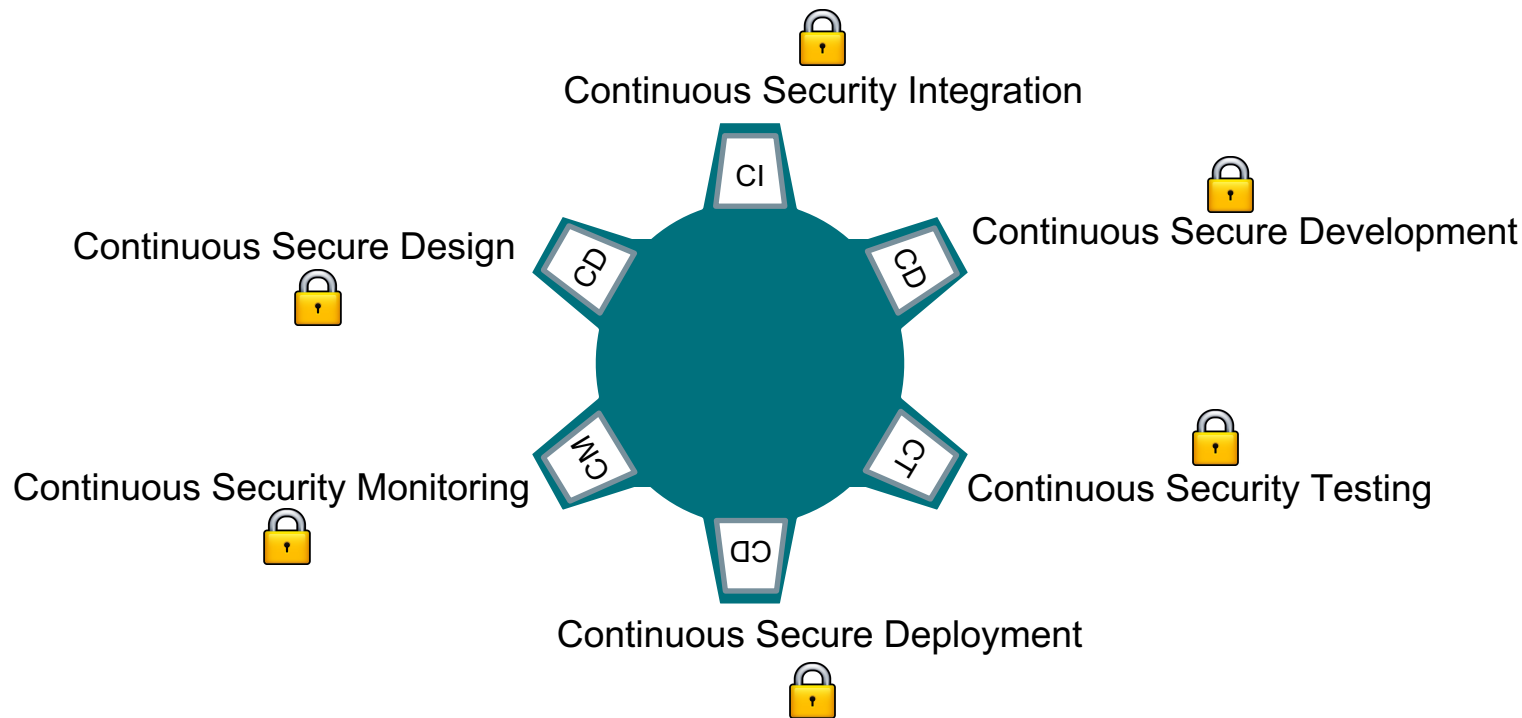 Continuous Security Integration
CI
Continuous Secure Development
CD
Continuous Secure Design
CD
Continuous Security Testing
CT
Continuous Security Monitoring
CM
CD
Continuous Secure Deployment